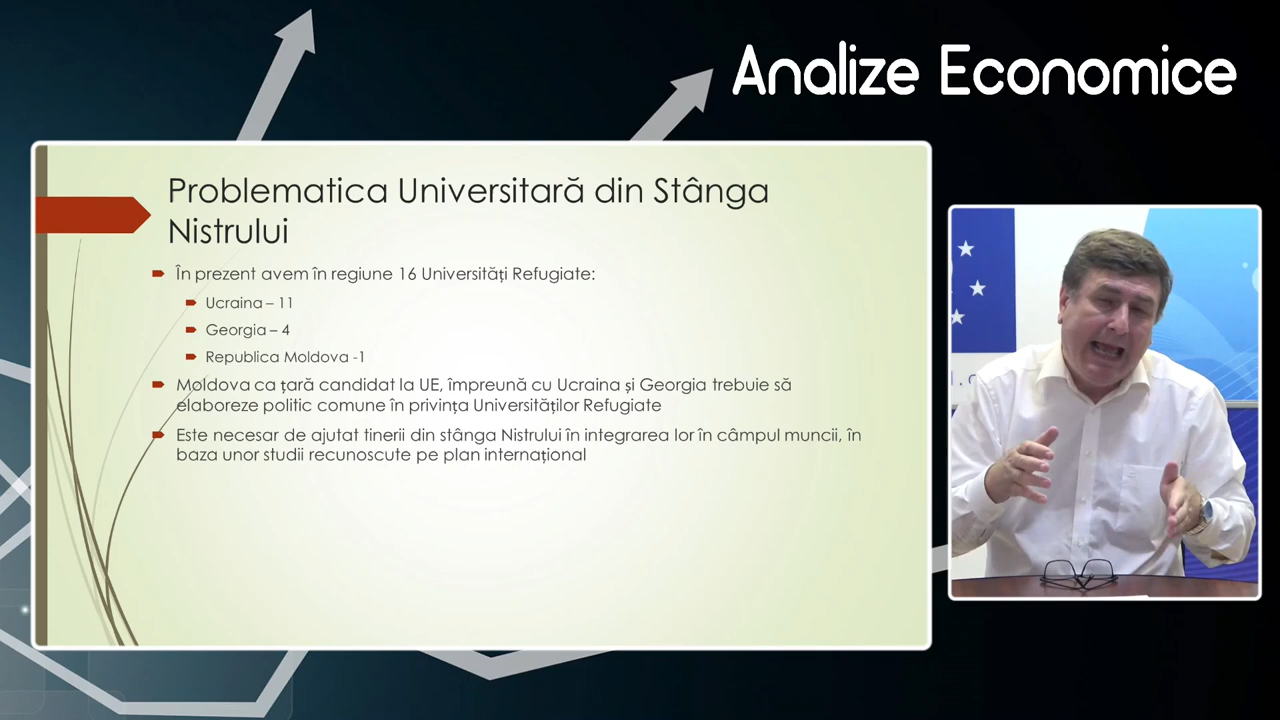 Analize Economice
Problematica Universitară din Stânga
Nistrului
În prezent avem în regiune 16 Universități Refugiate:
Ucraina – 11
Georgia – 4
Republica Moldova -1
Moldova ca țară candidat la UE, împreună cu Ucraina și Georgia trebuie să
elaboreze politic comune în privința Universităților Refugiate
Este necesar de ajutat tinerii din stânga Nistrului în integrarea lor în câmpul muncii, în
baza unor studii recunoscute pe plan internațional